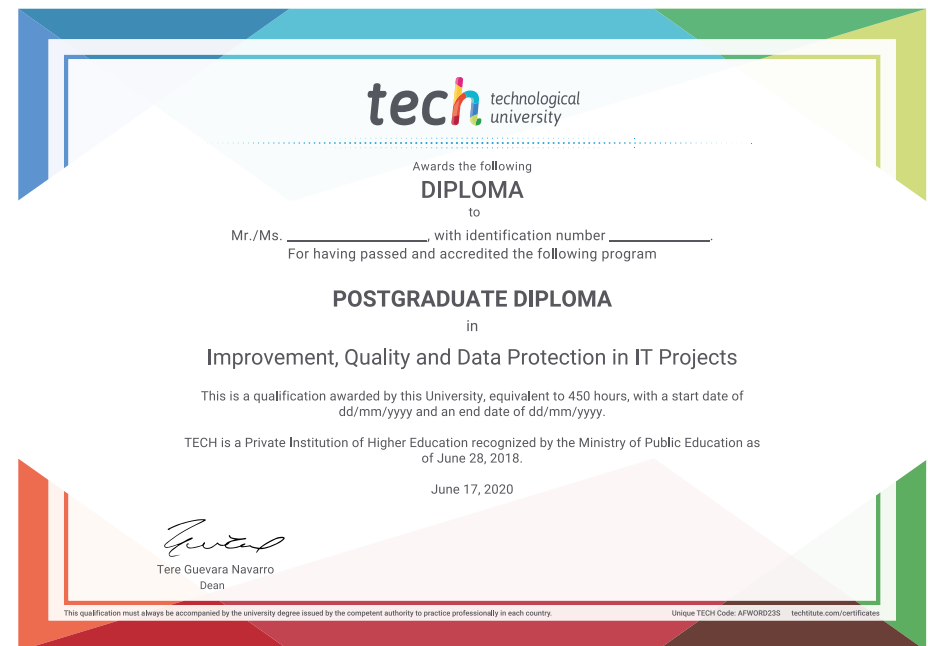 tech technological
university
Awards the following
DIPLOMA
to
Mr./Ms. ____________________, with identification number ______________.
For having passed and accredited the following program
POSTGRADUATE DIPLOMA
in
Improvement, Quality and Data Protection in IT Projects
This is a qualification awarded by this University, equivalent to 450 hours, with a start date of
dd/mm/yyyy and an end date of dd/mm/yyyy.
TECH is a Private Institution of Higher Education recognized by the Ministry of Public Education as
of June 28, 2018.
June 17, 2020
Tere Guevara Navarro
Dean
This qualification must always be accompanied by the university degree issued by the competent authority to practice professionally in each country. Unique TECH Code: AFWORD23S techtitute.com/certificates